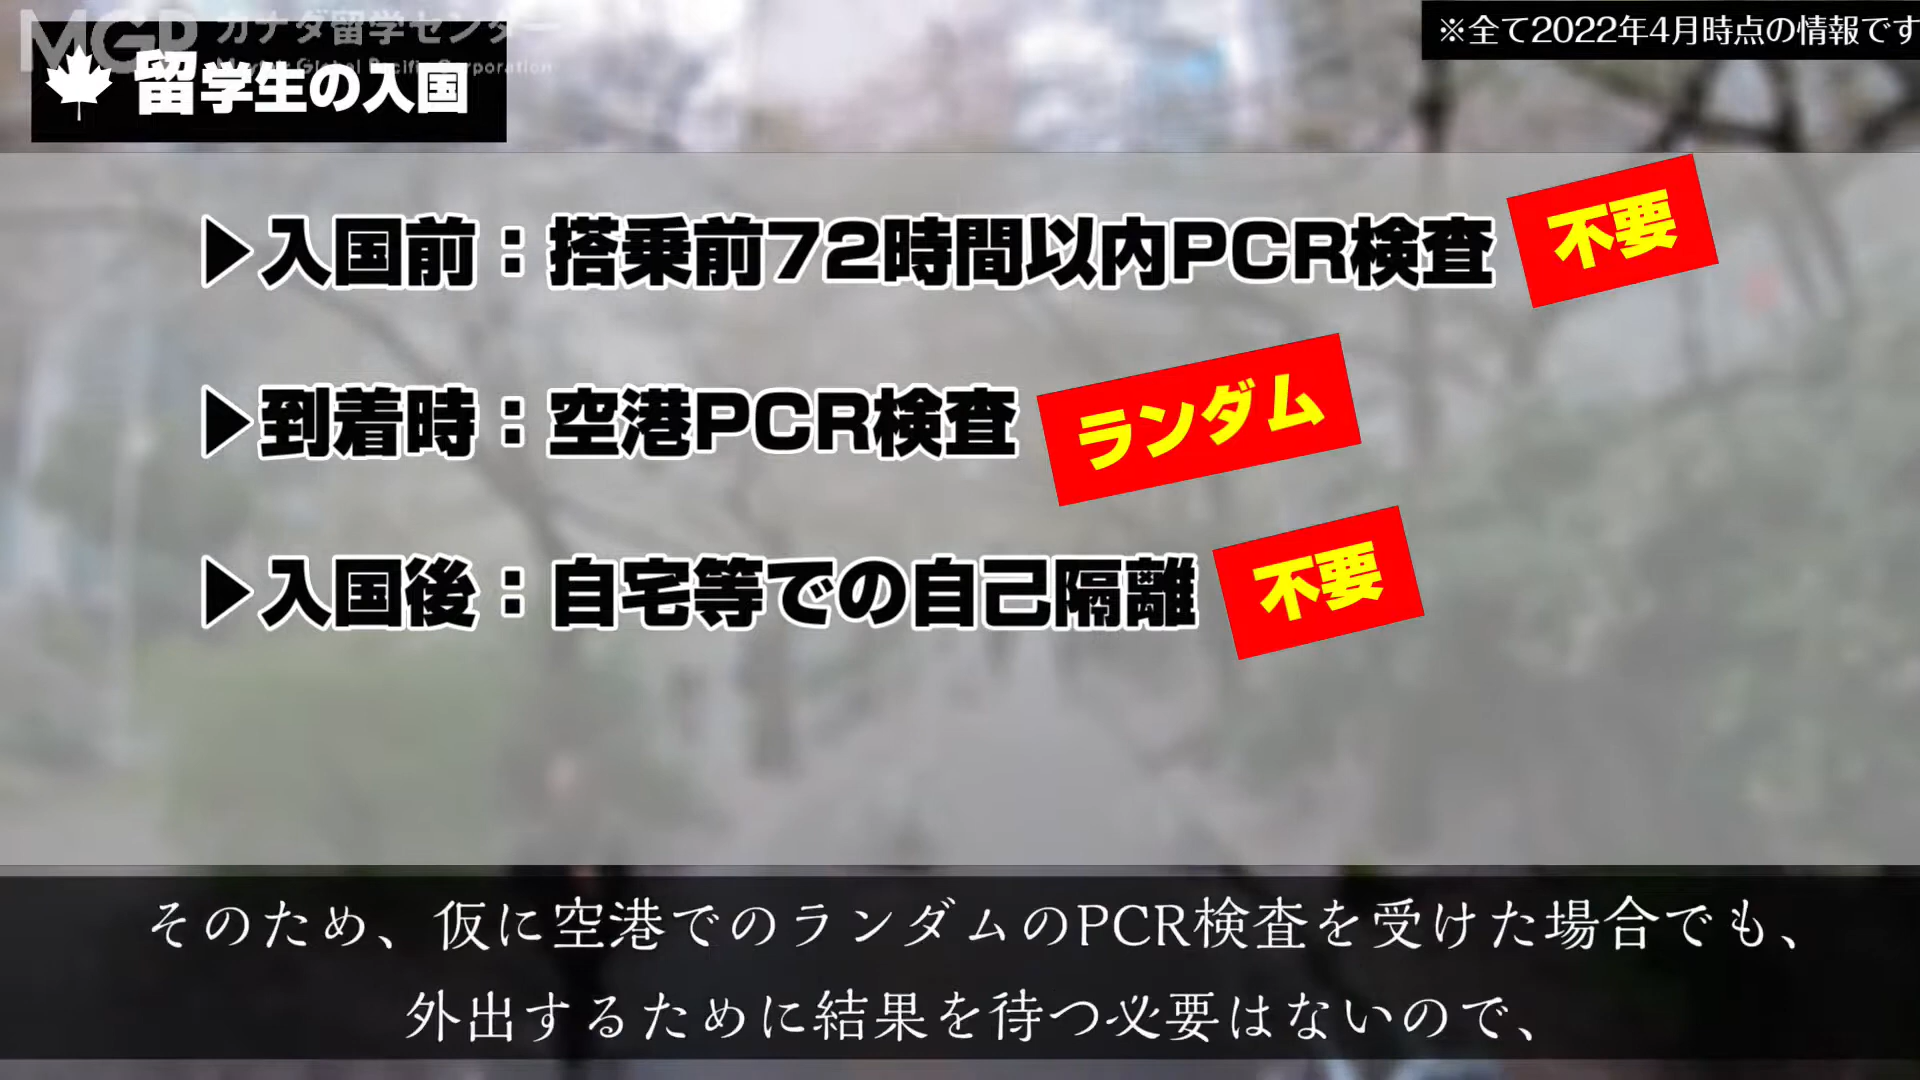 MGP カナダ留学センター
Global Pacific Corporation
※全て2022年4月時点の情報です
留学生の入国
▶入国前：搭乗前72時間以内PCR検査 不要
▶到着時：空港PCR検査 ランダム
▶入国後：自宅等での自己隔離 不要
そのため、仮に空港でのランダムのPCR検査を受けた場合でも、
外出するために結果を待つ必要はないので、